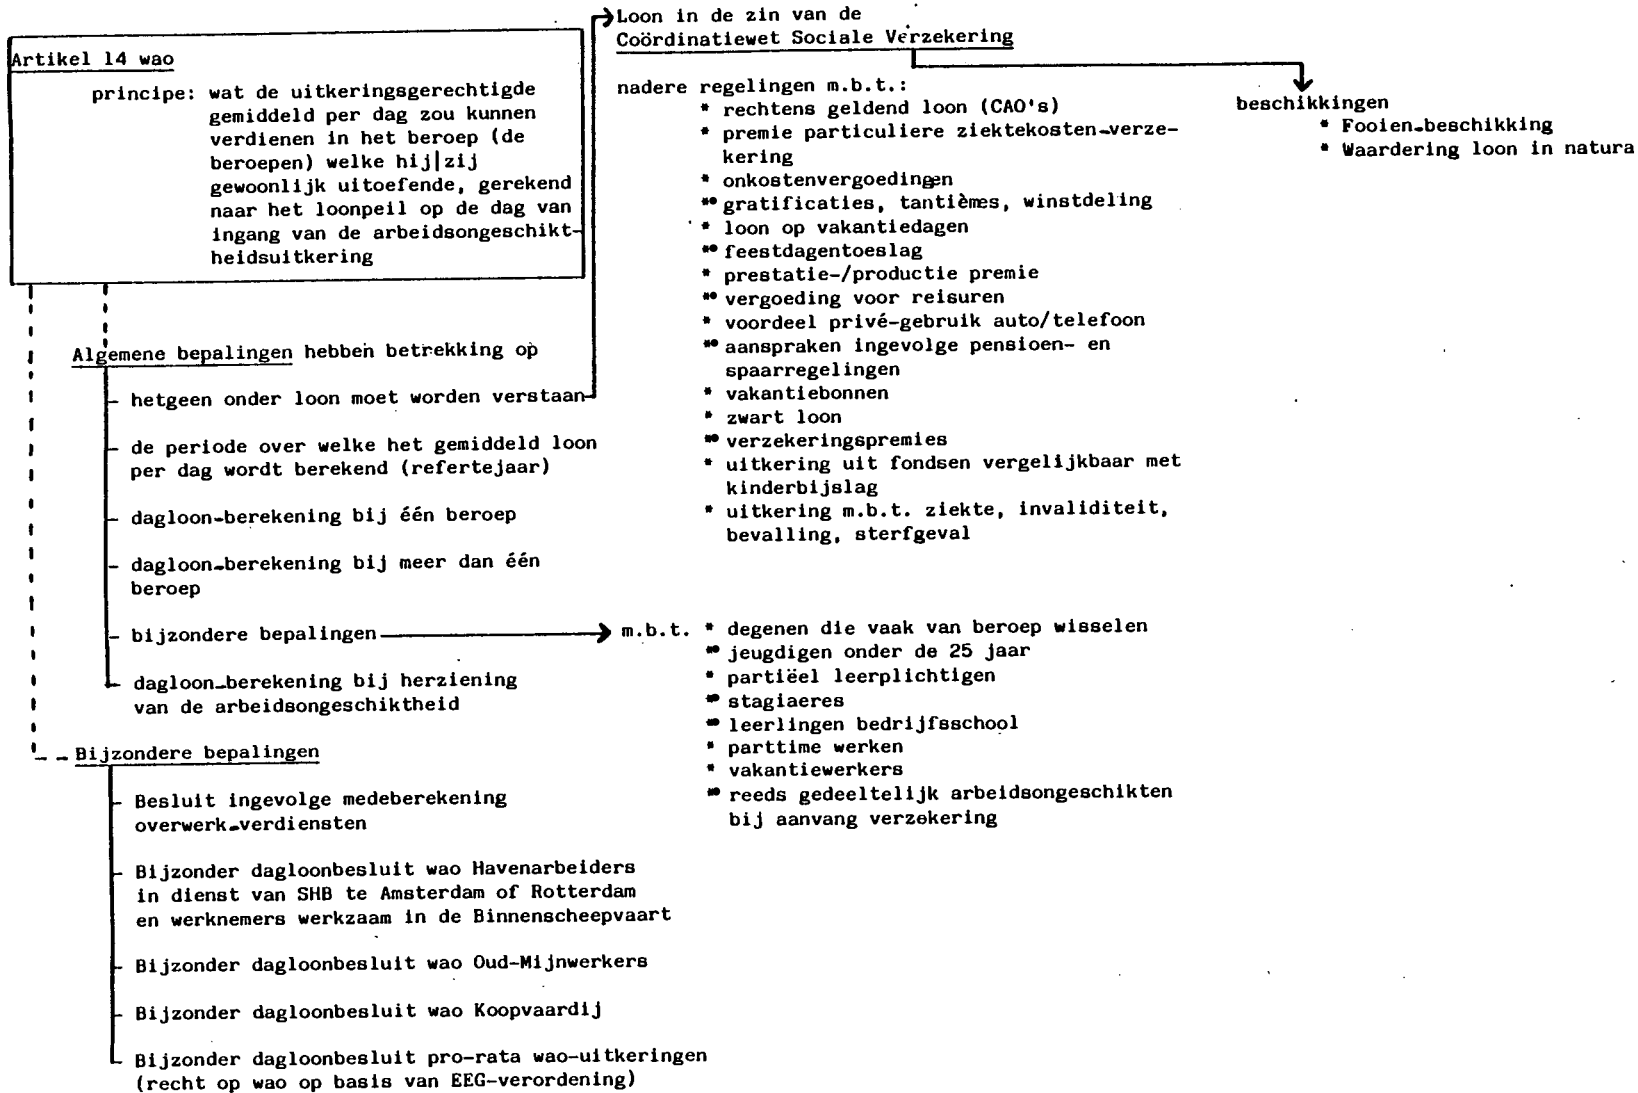 Artikel 14 wao
principe: wat de uitkeringsgerechtigde
gemiddeld per dag zou kunnen
verdienen in het beroep (de
beroepen) welke hij|zij
gewoonlijk uitoefende, gerekend
naar het loonpeil op de dag van
ingang van de arbeidsongeschikt-
heidsuitkering
Algemene bepalingen hebben betrekking op
- hetgeen onder loon moet worden verstaan
- de periode over welke het gemiddeld loon
per dag wordt berekend (refertejaar)
- dagloon-berekening bij één beroep
- dagloon-berekening bij meer dan één
beroep
- bijzondere bepalingen
- dagloon-berekening bij herziening
van de arbeidsongeschiktheid
Bijzondere bepalingen
- Besluit ingevolge medeberekening
overwerk-verdiensten
- Bijzonder dagloonbesluit wao Havenarbeiders
in dienst van SHB te Amsterdam of Rotterdam
en werknemers werkzaam in de Binnenscheepvaart
- Bijzonder dagloonbesluit wao Oud-Mijnwerkers
- Bijzonder dagloonbesluit wao Koopvaardij
- Bijzonder dagloonbesluit pro-rata wao-uitkeringen
(recht op wao op basis van EEG-verordening)
Loon in de zin van de
Coördinatiewet Sociale Verzekering
nadere regelingen m.b.t.:
* rechtens geldend loon (CAO's)
* premie particuliere ziektekosten-verze-
kering
* onkostenvergoedingen
* gratificaties, tantièmes, winstdeling
* loon op vakantiedagen
* feestdagentoeslag
* prestatie-/productie premie
* vergoeding voor reisuren
* voordeel privé-gebruik auto/telefoon
* aanspraken ingevolge pensioen- en
spaarregelingen
* vakantiebonnen
* zwart loon
* verzekeringspremies
* uitkering uit fondsen vergelijkbaar met
kinderbijslag
* uitkering m.b.t. ziekte, invaliditeit,
bevalling, sterfgeval
m.b.t. * degenen die vaak van beroep wisselen
* jeugdigen onder de 25 jaar
* partiëel leerplichtigen
* stagiaeres
* leerlingen bedrijfsschool
* parttime werken
* vakantiewerkers
* reeds gedeeltelijk arbeidsongeschikten
bij aanvang verzekering
beschikkingen
* Fooien-beschikking
* Waardering loon in natura